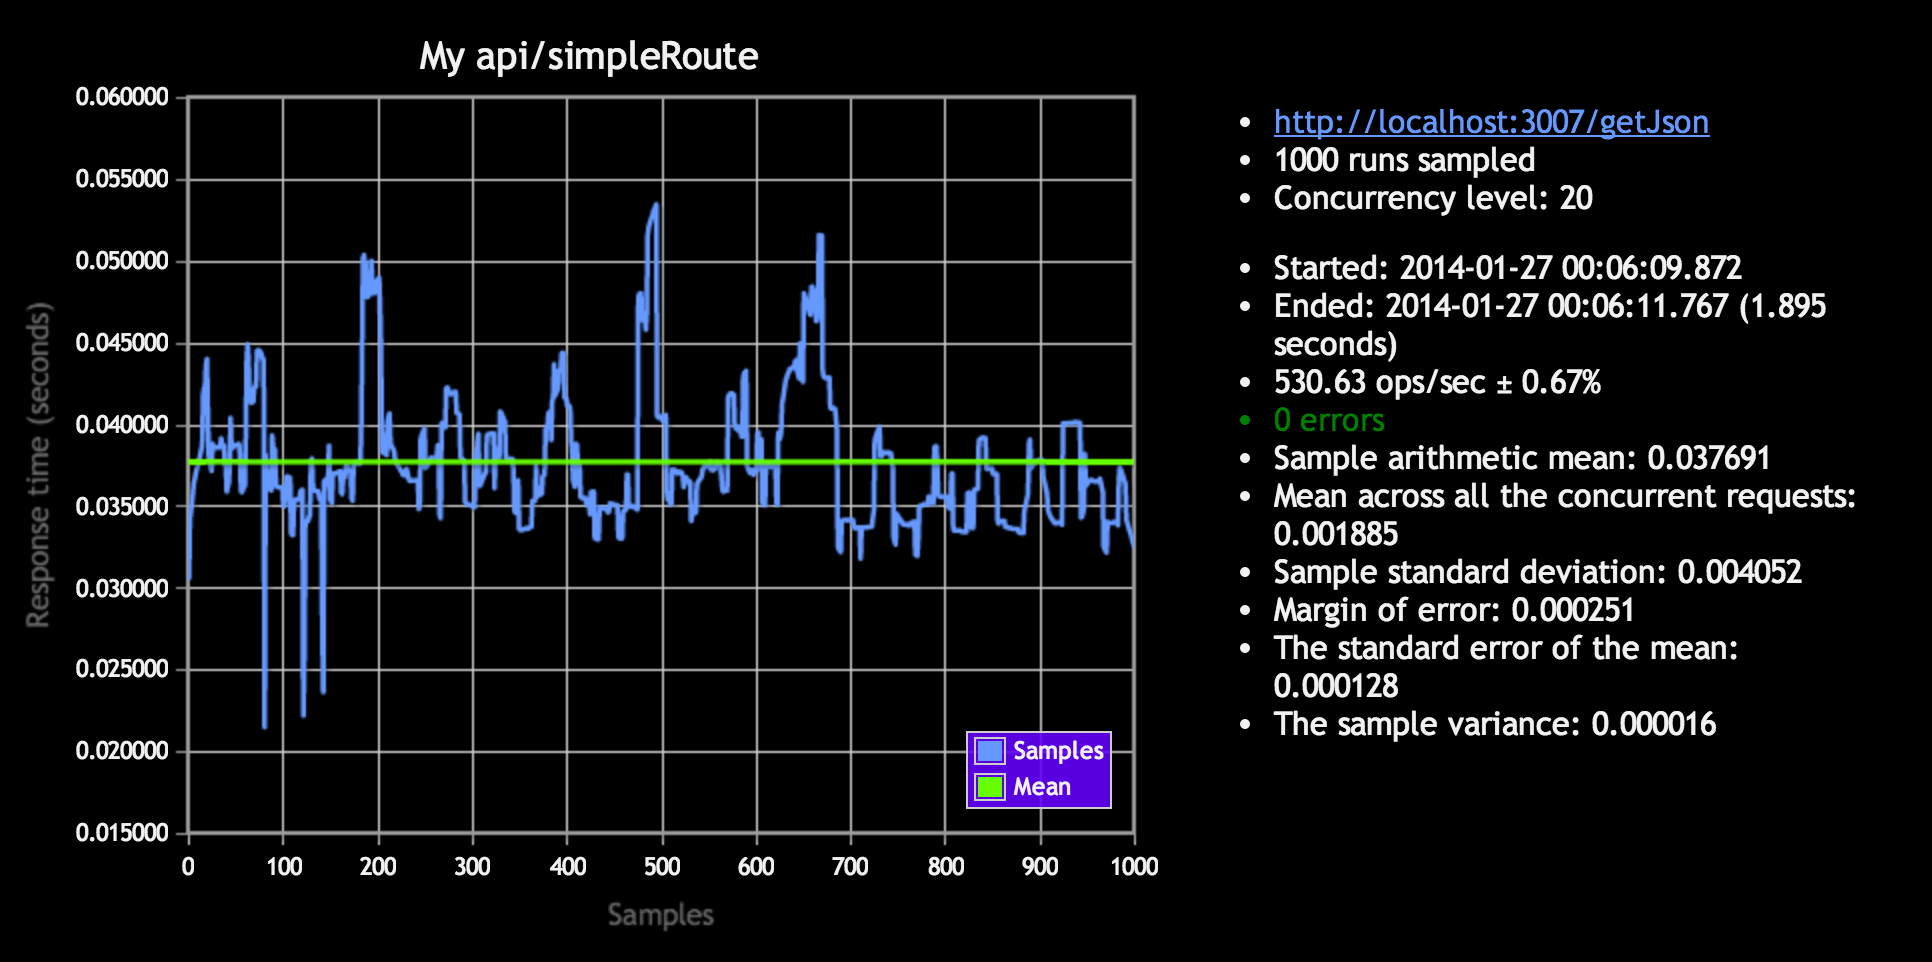 My api/simpleRoute
0.060000
0.055000
0.050000
0.045000
0.040000
0.035000
0.030000
0.025000
0.020000
0.015000
Response time (seconds)
0 100 200 300 400 500 600 700 800 900 1000
Samples
Samples
Mean
• http://localhost:3007/getJson
• 1000 runs sampled
• Concurrency level: 20
• Started: 2014-01-27 00:06:09.872
• Ended: 2014-01-27 00:06:11.767 (1.895
seconds)
• 530.63 ops/sec ± 0.67%
• 0 errors
• Sample arithmetic mean: 0.037691
• Mean across all the concurrent requests:
0.001885
• Sample standard deviation: 0.004052
• Margin of error: 0.000251
• The standard error of the mean:
0.000128
• The sample variance: 0.000016